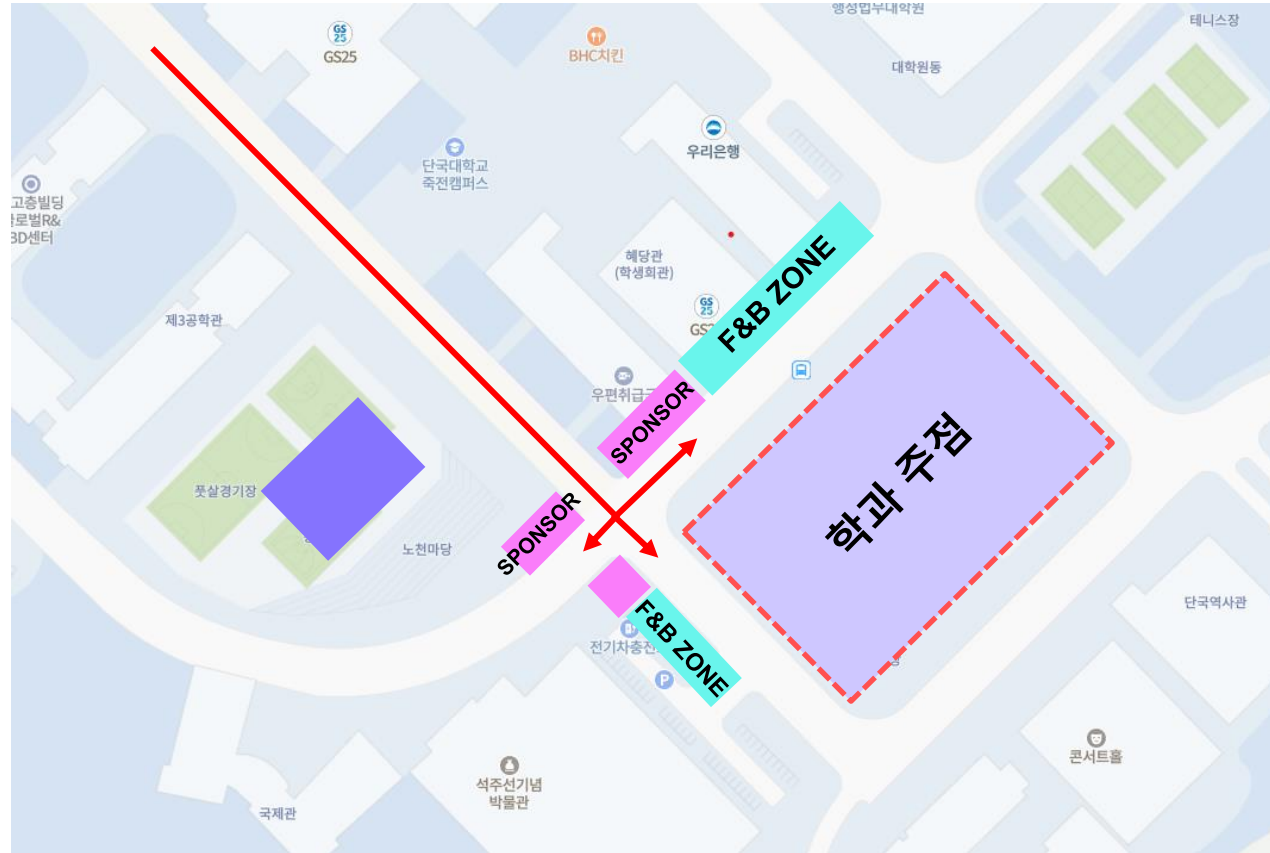 행정법무대학원
테니스장
GS
25
GS25
BHC치킨
대학원동
우리은행
단국대학교
죽전캠퍼스
고층빌딩
로벌R&
BD센터
혜당관
(학생회관)
F&B ZONE
GS
25
GS2
제3공학관
우편취급국
SPONSOR
학과 주점
풋살경기장
SPONSOR
노천마당
단국역사관
F&B ZONE
전기차충전
P
콘서트홀
석주선기념
박물관
국제관